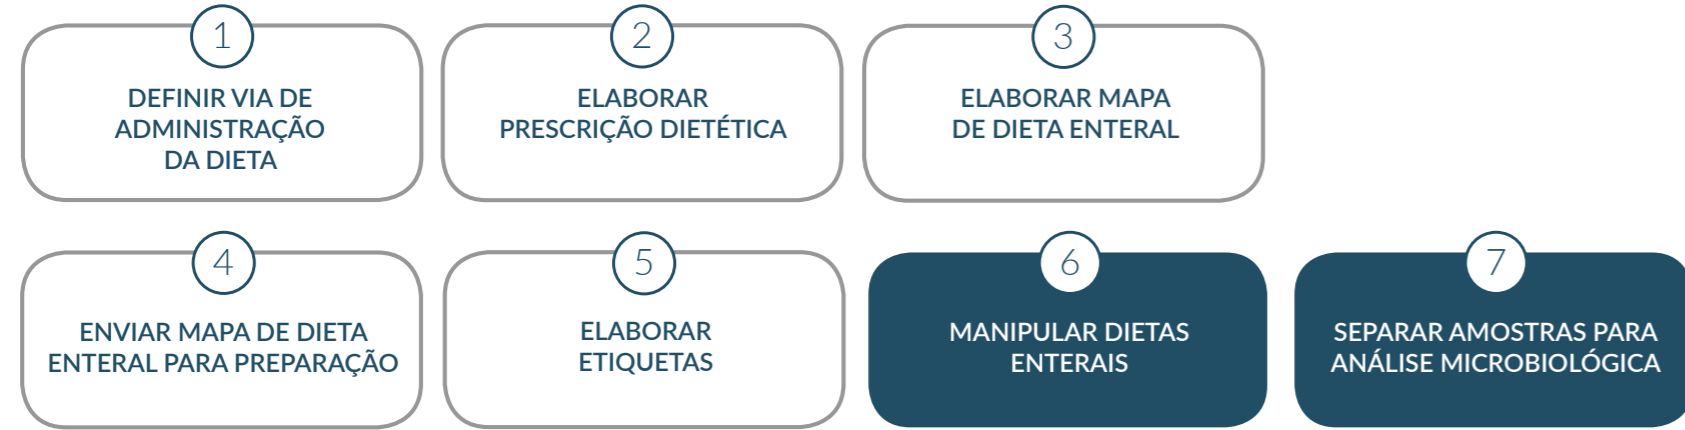 1
DEFINIR VIA DE
ADMINISTRAÇÃO
DA DIETA
2
ELABORAR
PRESCRIÇÃO DIETÉTICA
3
ELABORAR MAPA
DE DIETA ENTERAL
4
ENVIAR MAPA DE DIETA
ENTERAL PARA PREPARAÇÃO
5
ELABORAR
ETIQUETAS
6
MANIPULAR DIETAS
ENTERAIS
7
SEPARAR AMOSTRAS PARA
ANÁLISE MICROBIOLÓGICA